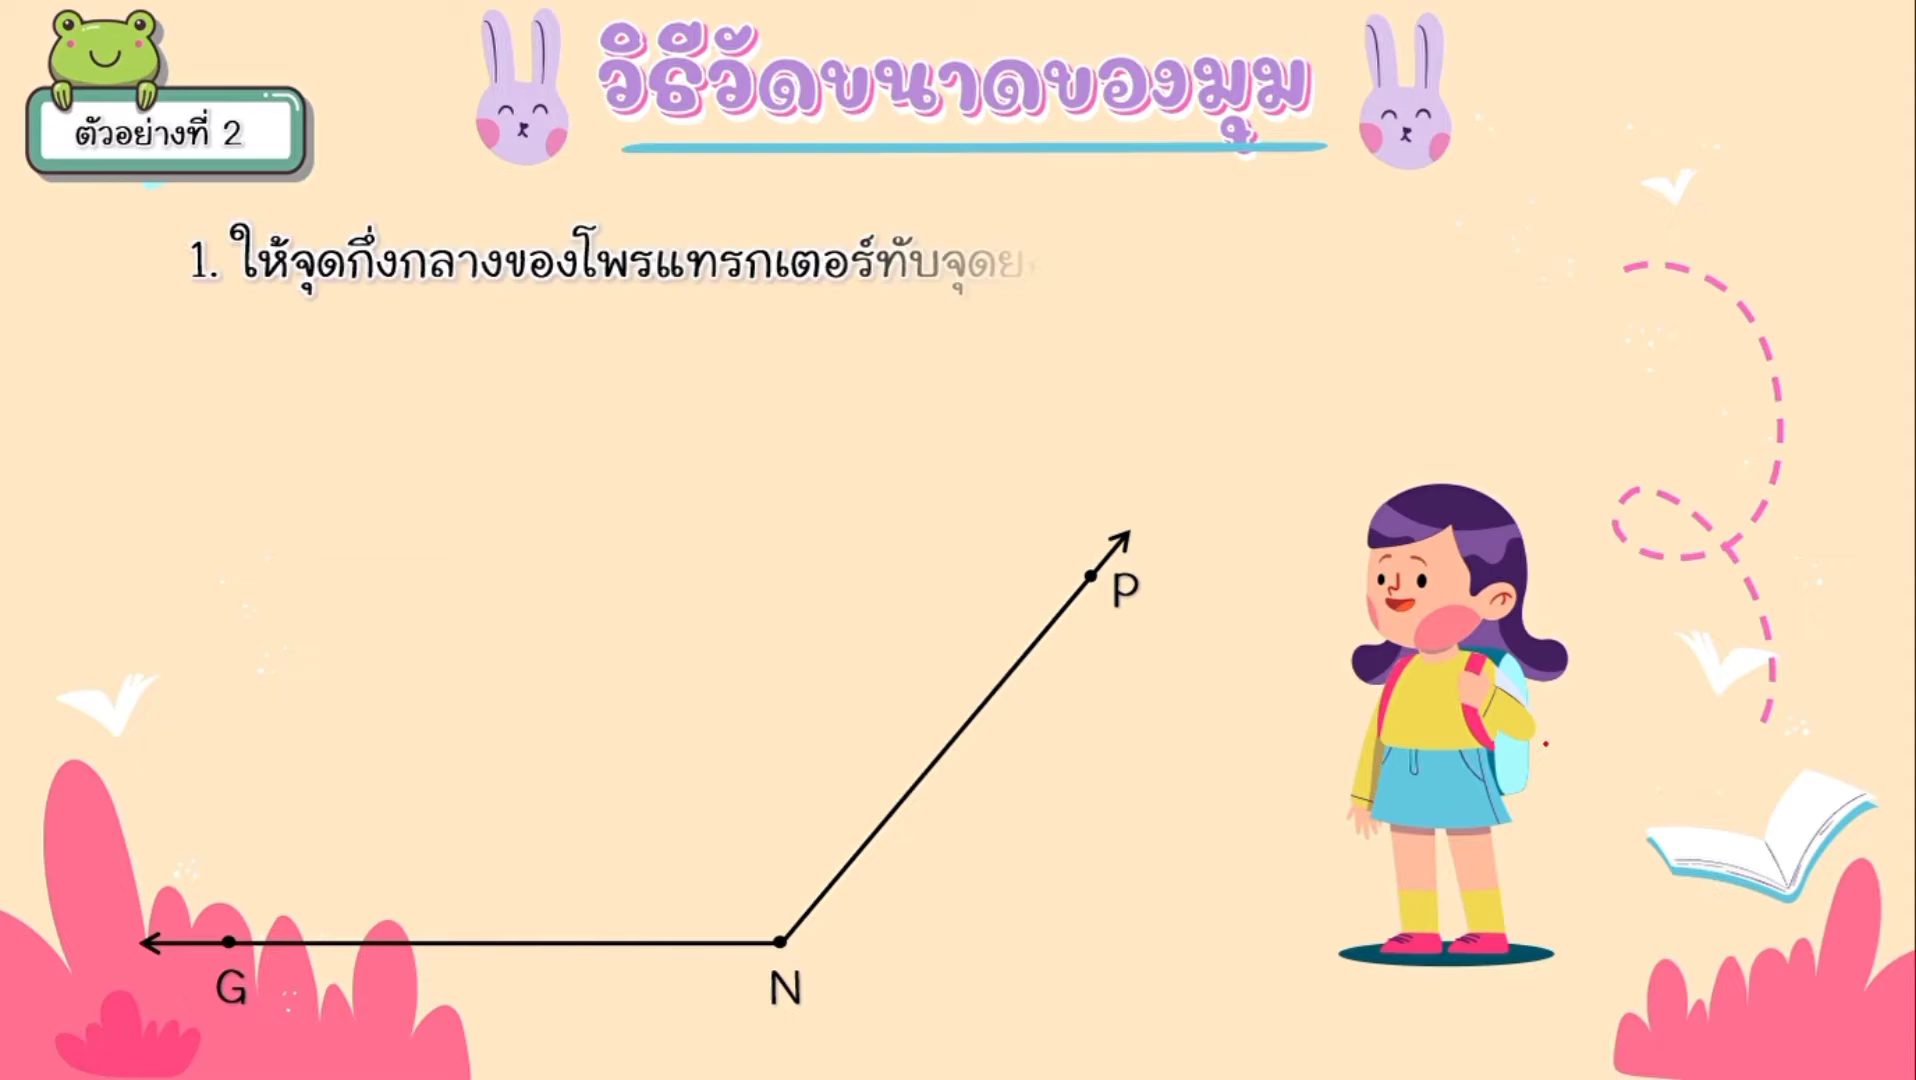 ตัวอย่างที่ 2
วิธีวัดขนาดของมุม
1. ให้จุดกึ่งกลางของโพรแทรกเตอร์ทับจุดย
P
G
N